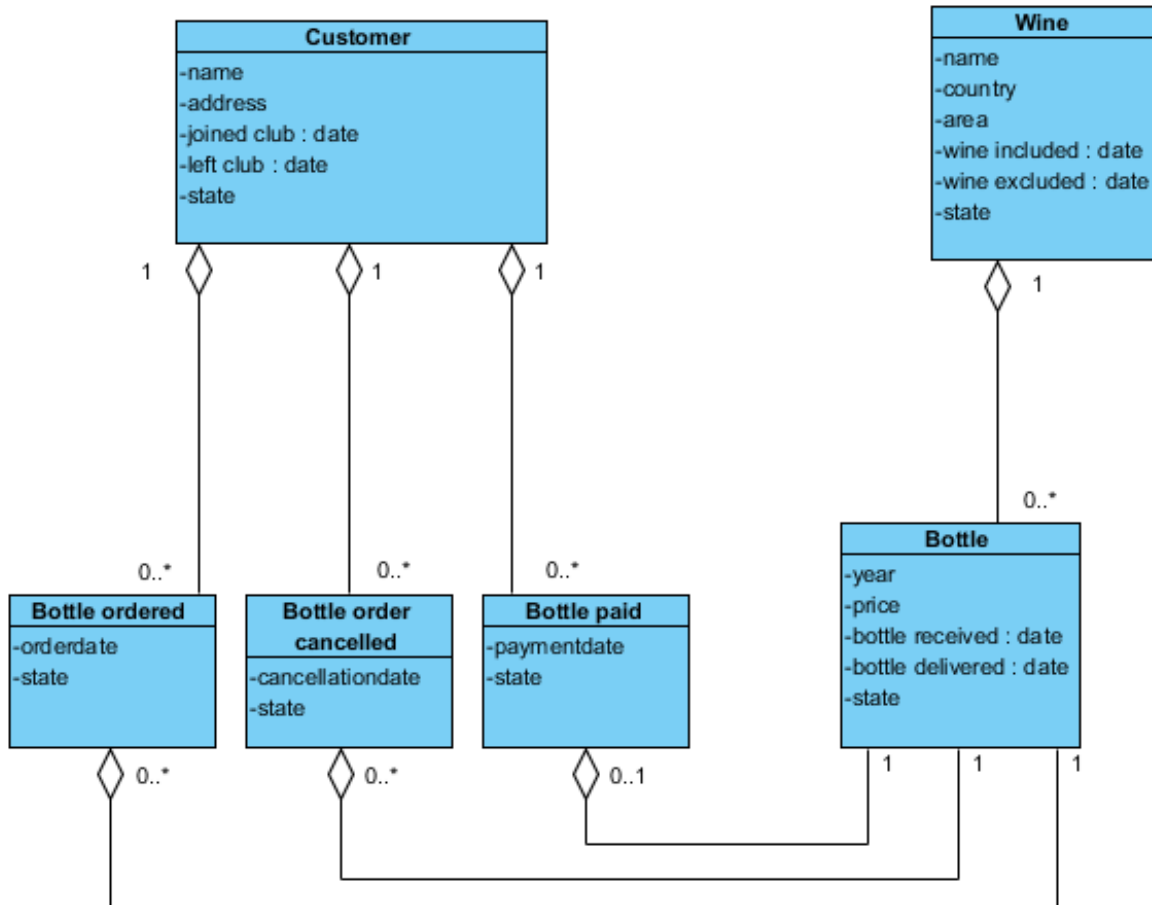 Customer
-name
-address
-joined club : date
-left club : date
-state
Wine
-name
-country
-area
-wine included : date
-wine excluded : date
-state
1
1
1
1
0..*
0..*
0..*
0..*
Bottle ordered
-orderdate
-state
Bottle order
cancelled
-cancellationdate
-state
Bottle paid
-paymentdate
-state
Bottle
-year
-price
-bottle received : date
-bottle delivered : date
-state
0..*
0..*
0..1
1
1
1